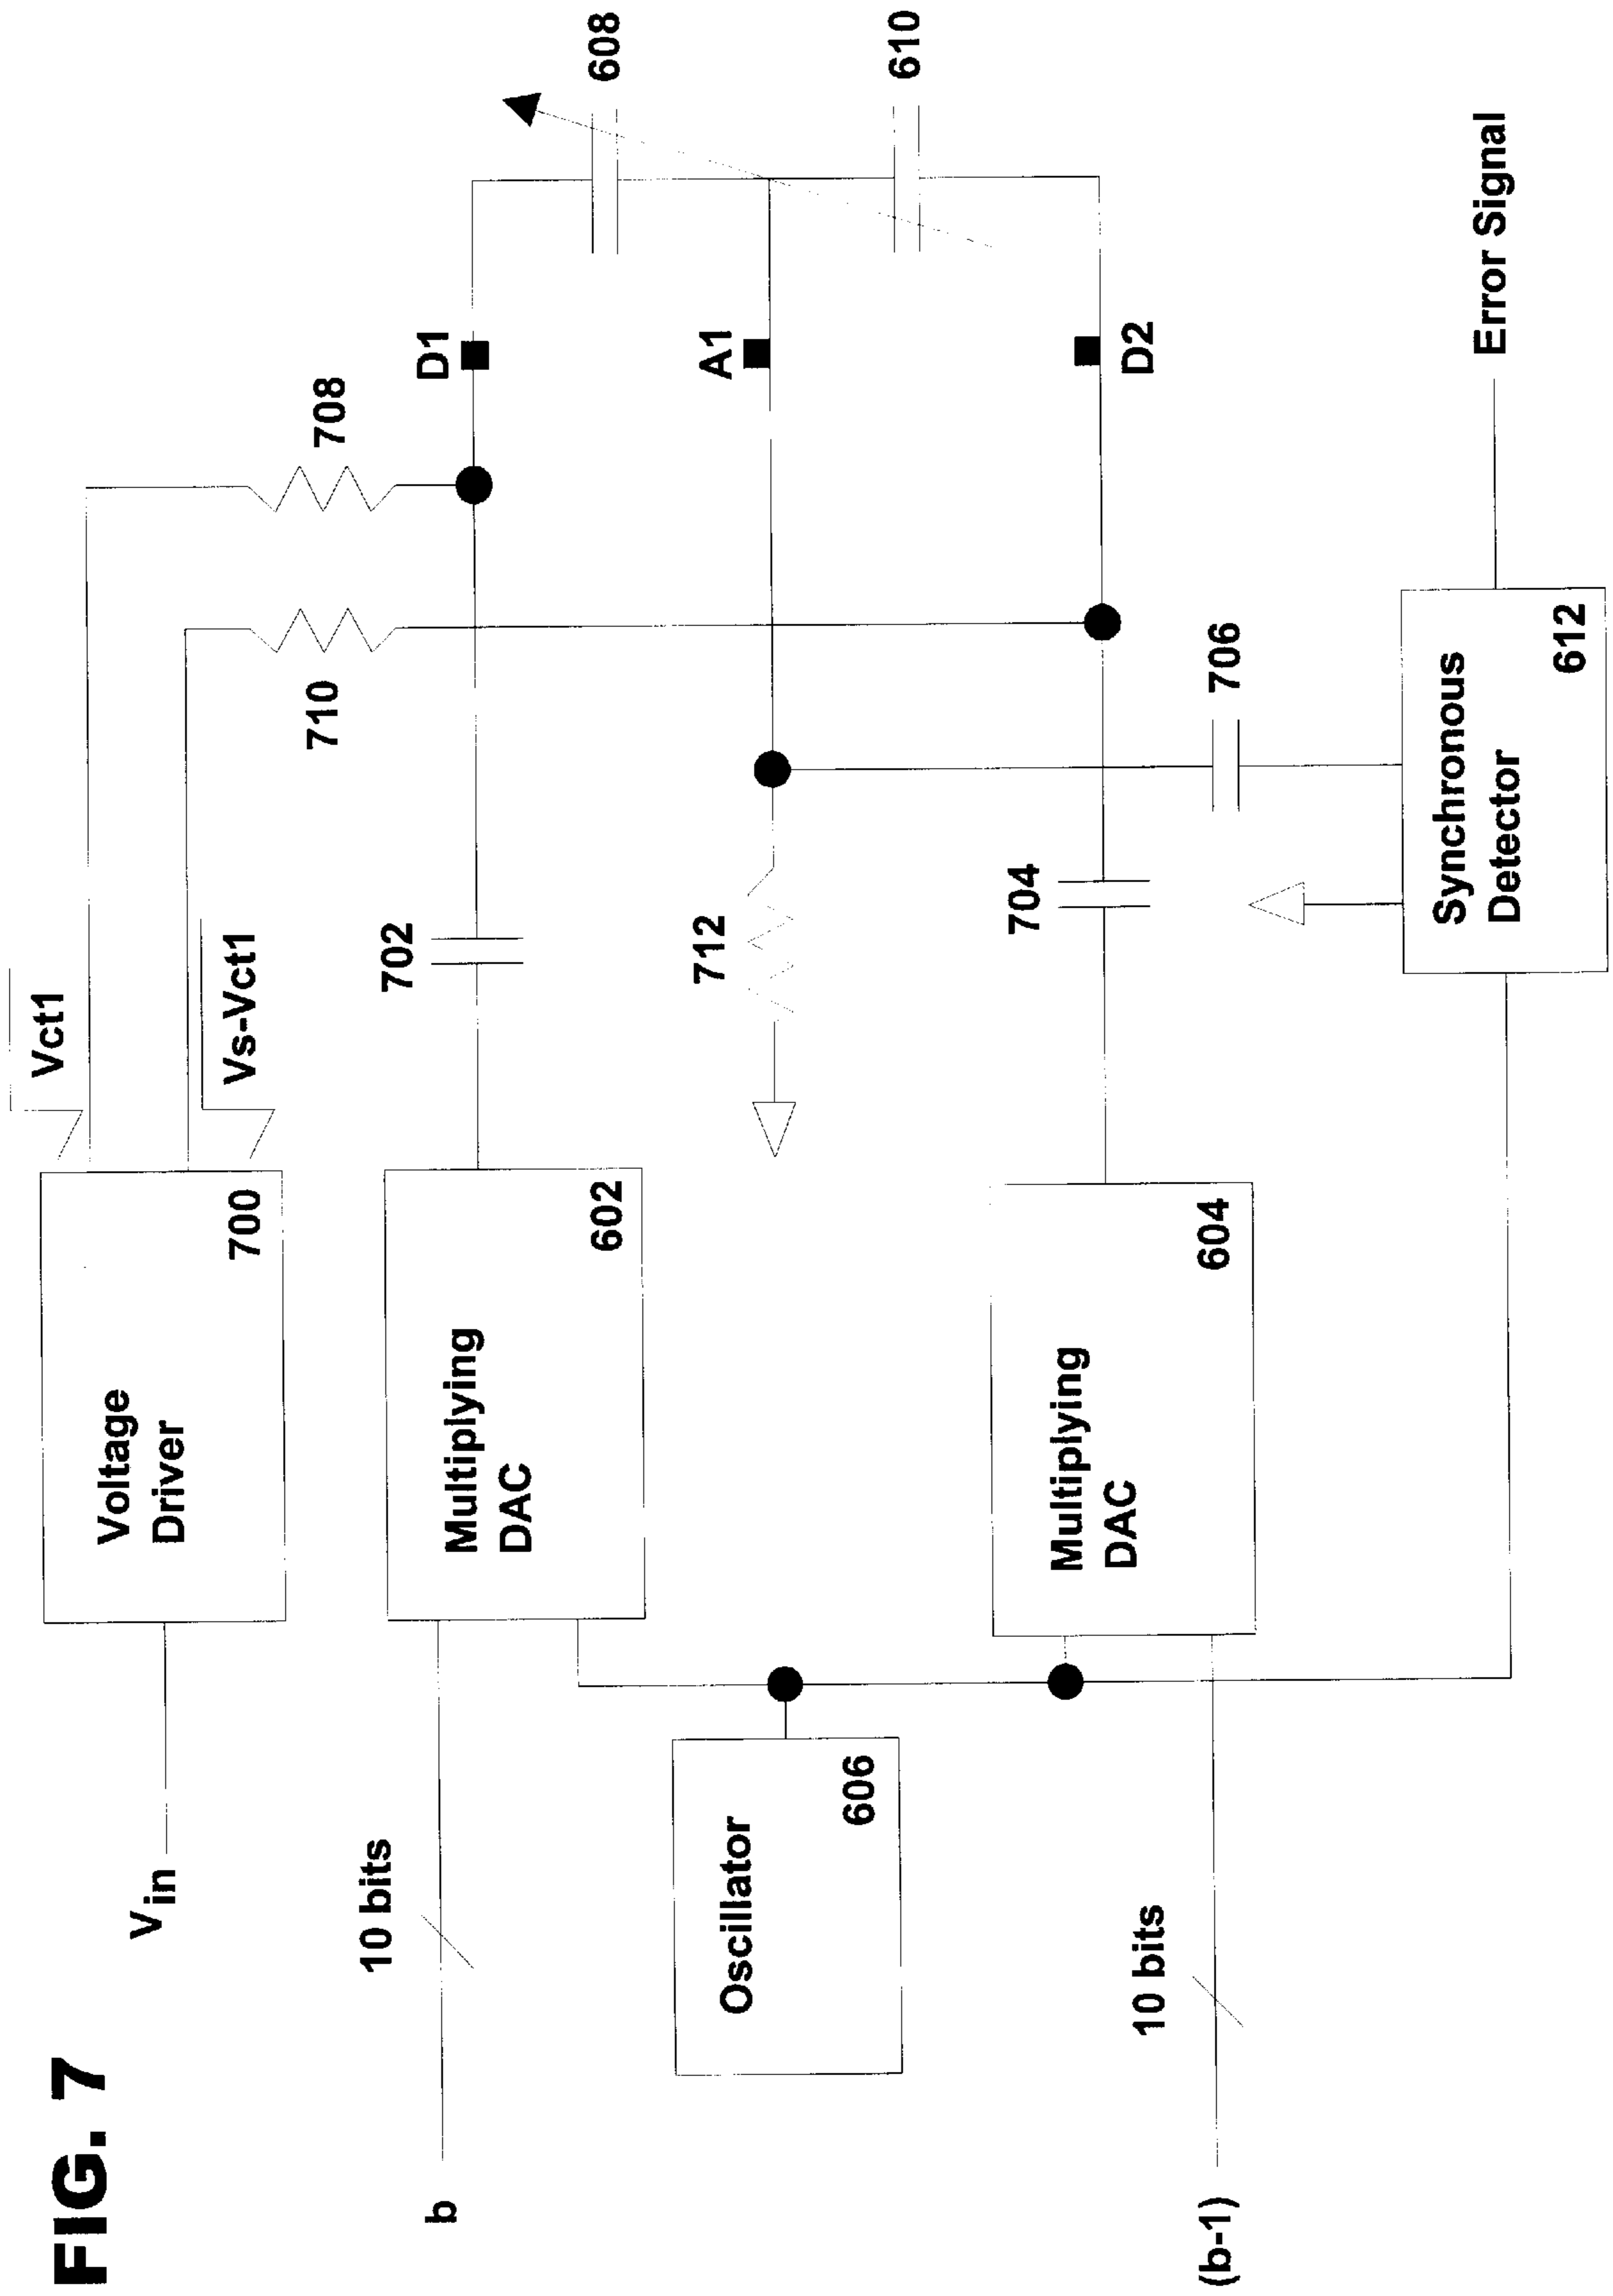 FIG. 7
Vin
Voltage
Driver
700
Vct1
Vs-Vct1
710
708
b
10 bits
Multiplying
DAC
602
702
D1
608
Oscillator
606
712
A1
610
(b-1)
10 bits
Multiplying
DAC
604
704
706
D2
Synchronous
Detector
612
Error Signal